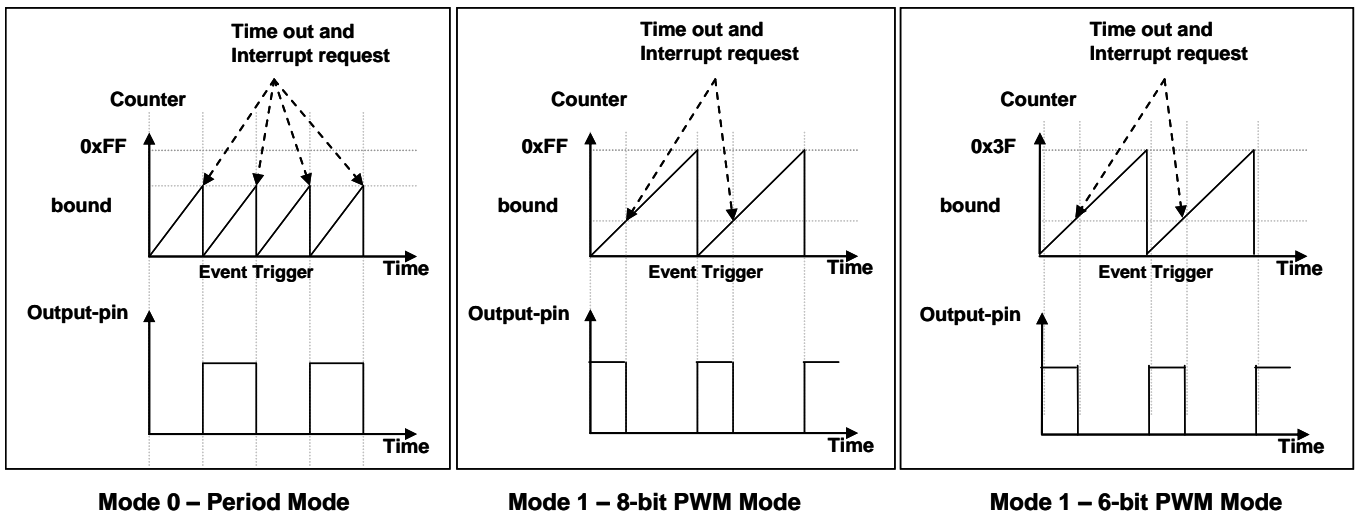 Time out and
Interrupt request
Counter
0xFF
bound
Event Trigger
Time
Output-pin
Time
Mode 0 – Period Mode
Time out and
Interrupt request
Counter
0xFF
bound
Event Trigger
Time
Output-pin
Time
Mode 1 – 8-bit PWM Mode
Time out and
Interrupt request
Counter
0x3F
bound
Event Trigger
Time
Output-pin
Time
Mode 1 – 6-bit PWM Mode